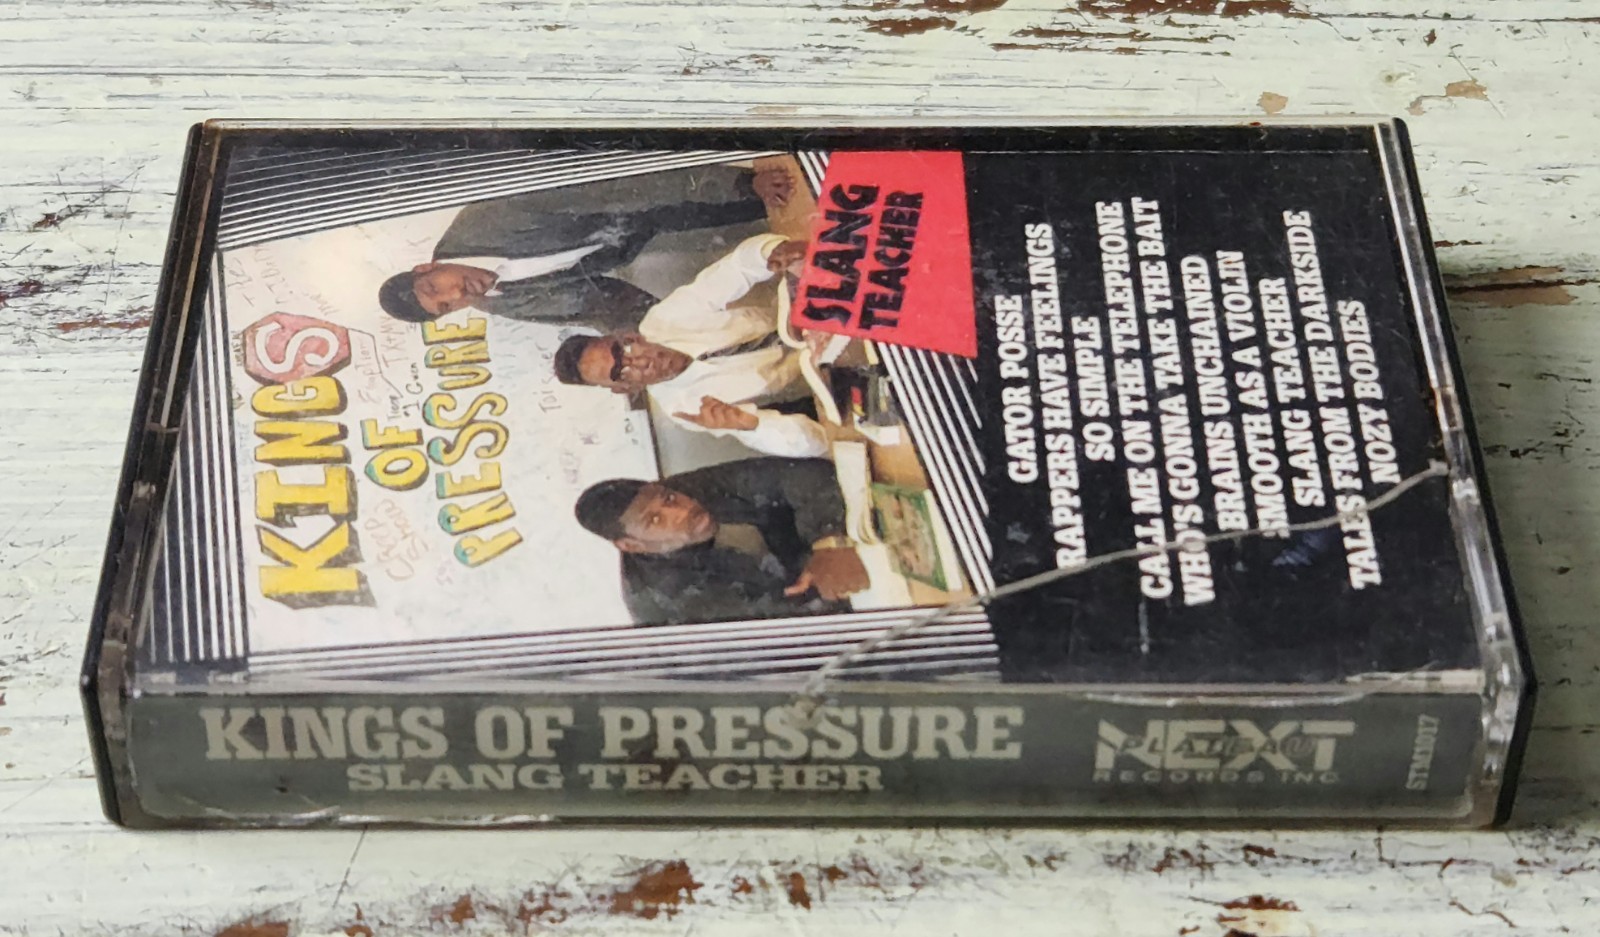 KINGS
OF
PRESSURE
SLANG
TEACHER
GATOR POSSE
RAPPERS HAVE FEELINGS
SO SIMPLE
CALL ME ON THE TELEPHONE
WHO'S GONNA TAKE THE BAIT
BRAINS UNCHAINED
SMOOTH AS A VIOLIN
SLANG TEACHER
TALES FROM THE DARKSIDE
NOZY BODIES
KINGS OF PRESSURE
SLANG TEACHER
NEXT
PLATEAU
RECORDS INC.